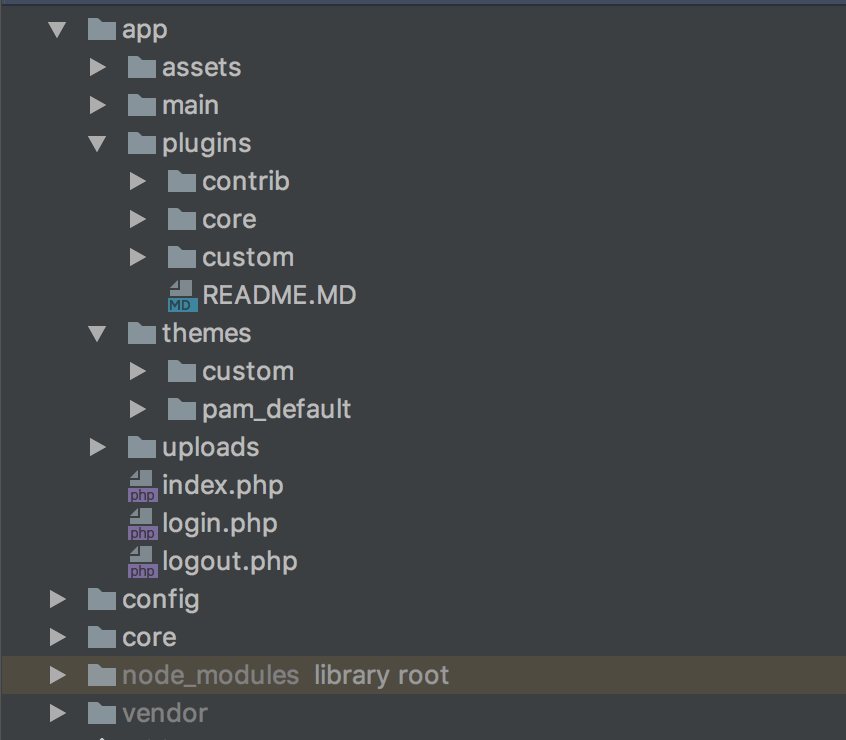 app
assets
main
plugins
contrib
core
custom
MD README.MD
themes
custom
pam_default
uploads
php index.php
php login.php
php logout.php
config
core
node_modules library root
vendor